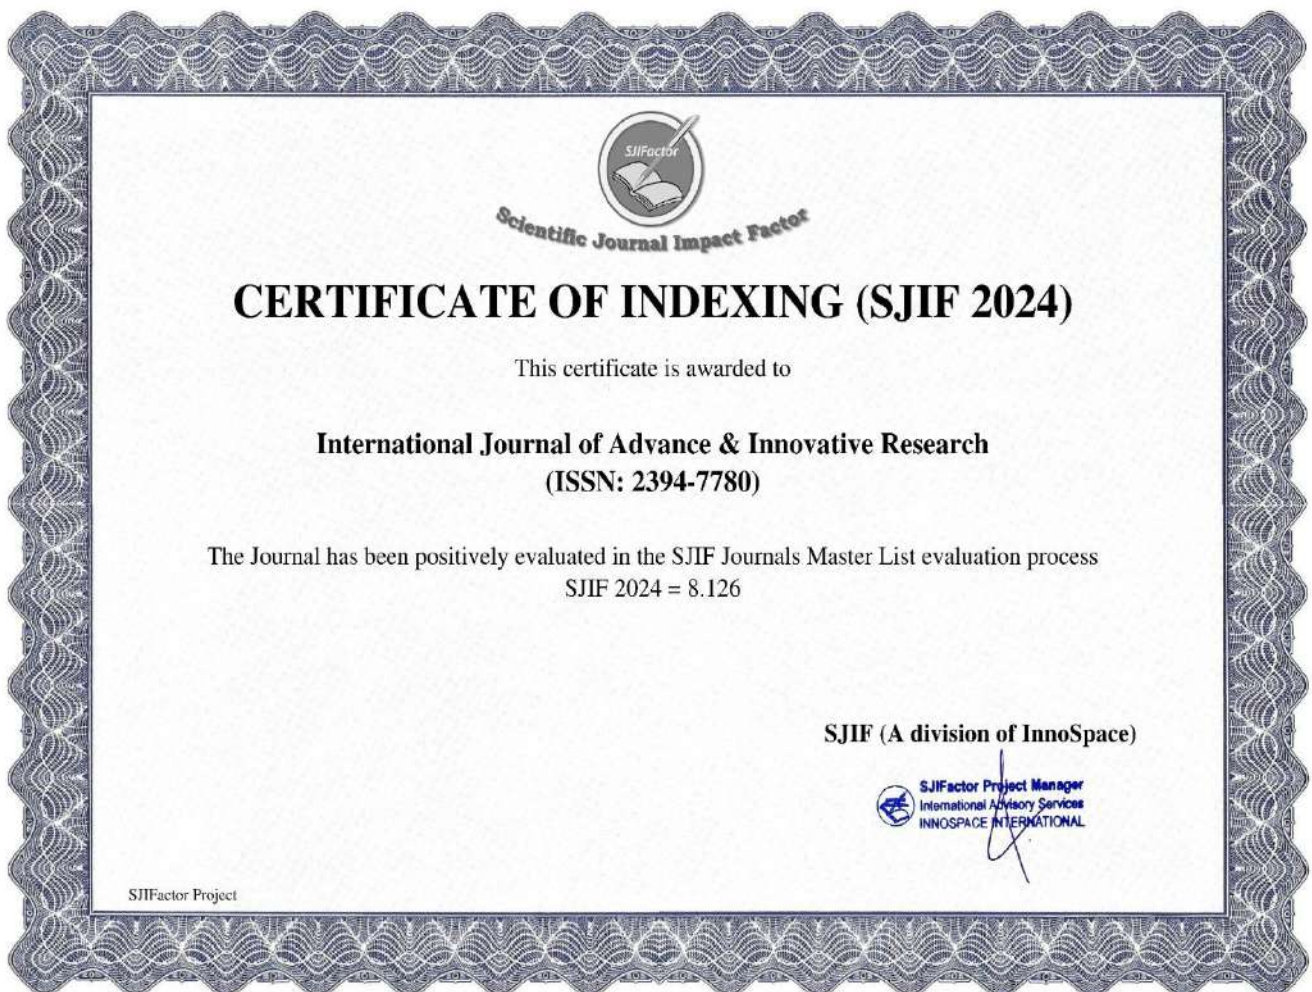 SJIFactor
Scientific Journal Impact Factor
CERTIFICATE OF INDEXING (SJIF 2024)
This certificate is awarded to
International Journal of Advance & Innovative Research
(ISSN: 2394-7780)
The Journal has been positively evaluated in the SJIF Journals Master List evaluation process
SJIF 2024 = 8.126
SJIF (A division of InnoSpace)
SJIFactor Project Manager
International Advisory Services
INNOSPACE INTERNATIONAL
SJIFactor Project